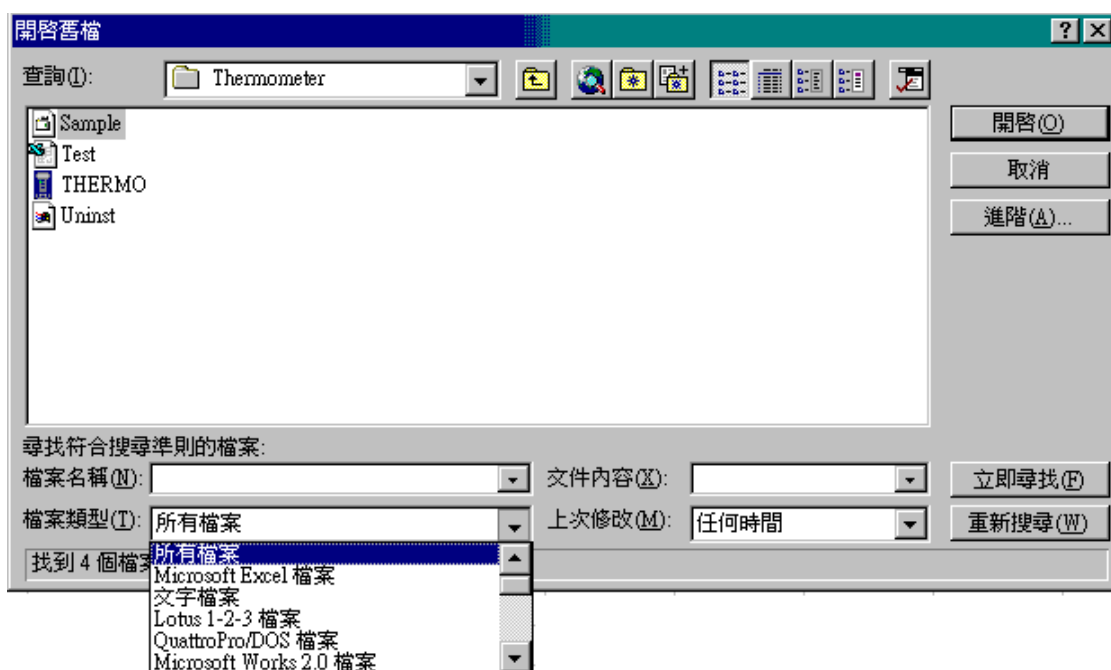 開啓舊檔
查詢(I): Thermometer
Sample
開啓(O)
Test
取消
THERMO
Uninst
進階(A)...
尋找符合搜尋準則的檔案:
檔案名稱(N): 文件內容(X): 立即尋找(F)
檔案類型(T): 所有檔案 上次修改(M): 任何時間 重新搜尋(W)
找到 4 個檔案
所有檔案
Microsoft Excel 檔案
文字檔案
Lotus 1-2-3 檔案
QuattroPro/DOS 檔案
Microsoft Works 2.0 檔案